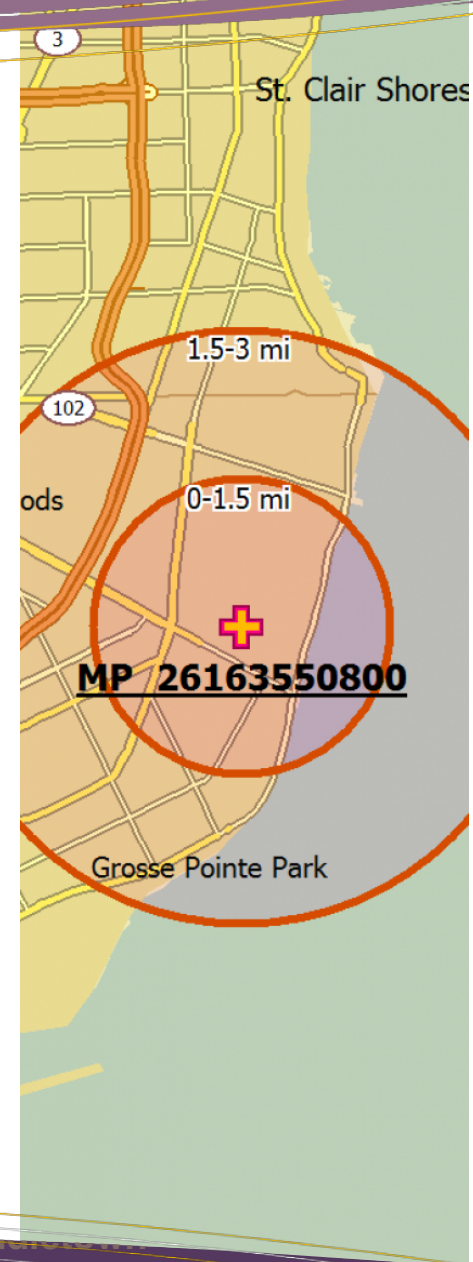 3
St. Clair Shores
1.5-3 mi
102
ods
0-1.5 mi
MP 26163550800
Grosse Pointe Park